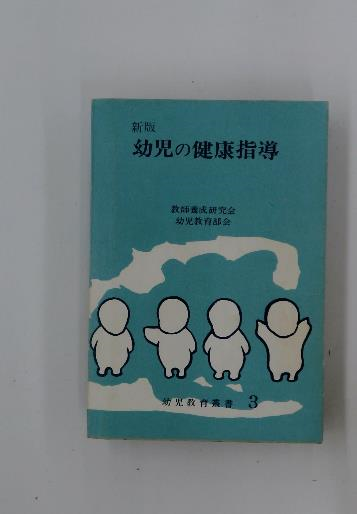 新版
幼児の健康指導
教師養成研究会
幼児教育部会
幼児教育叢書 3